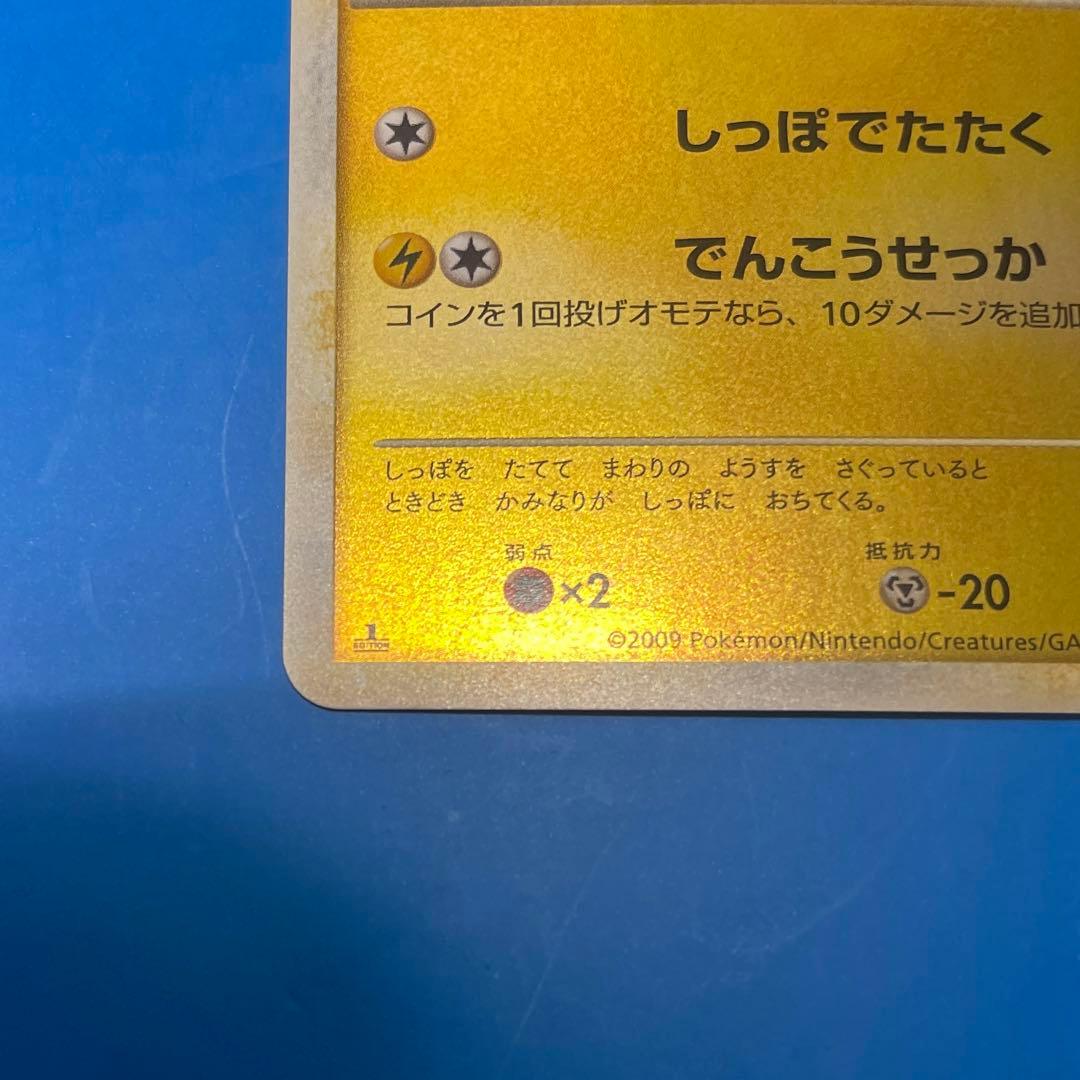 しっぽでたたく
でんこうせっか
コインを1回投げオモテなら、10ダメージを追加
しっぽを たてて まわりの ようすを さぐっていると
ときどき かみなりが しっぽに おちてくる。
弱点 抵抗力
×2 -20
1 EDITION ©2009 Pokémon/Nintendo/Creatures/GA